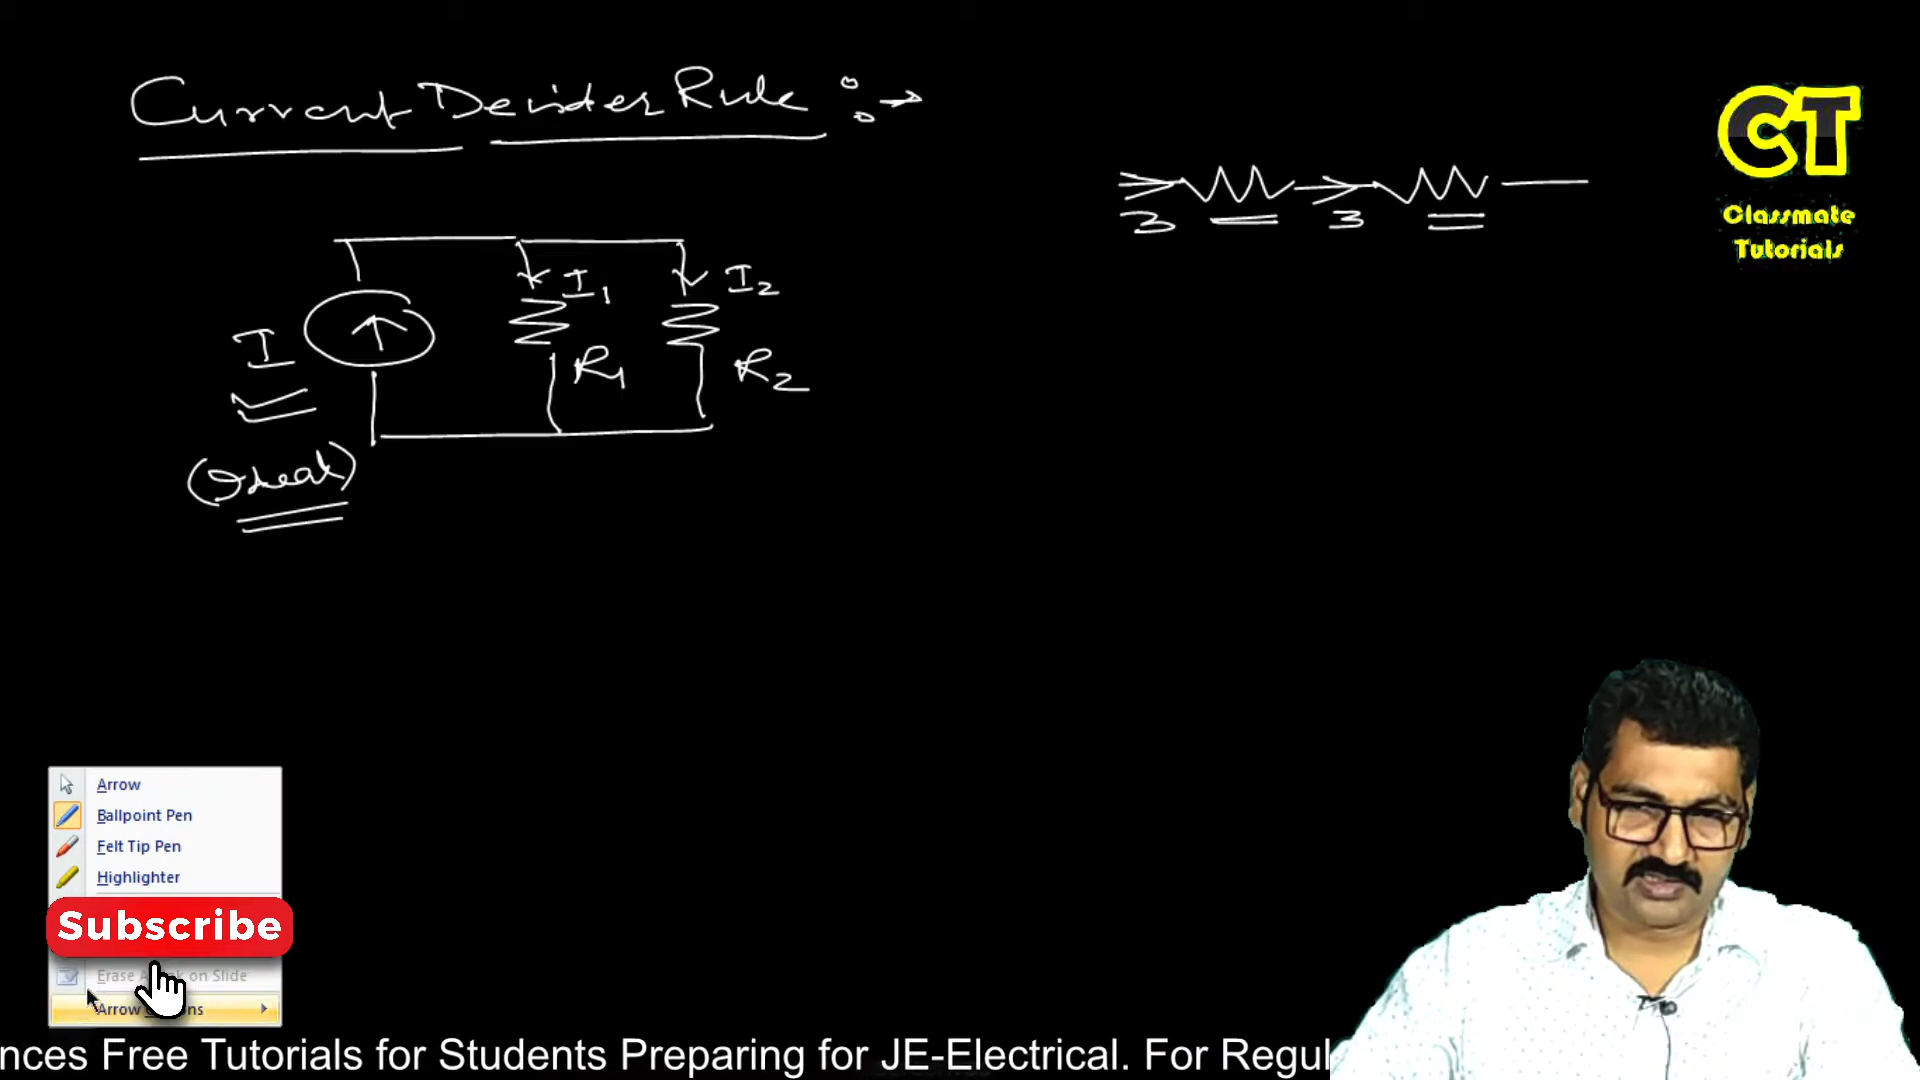 Current Devider Rule :→
3 3
CT
Classmate
Tutorials
I
I1
I2
R1
R2
(Ideal)
Arrow
Ballpoint Pen
Felt Tip Pen
Highlighter
Subscribe
Erase on Slide
Arrow
nces Free Tutorials for Students Preparing for JE-Electrical. For Regul